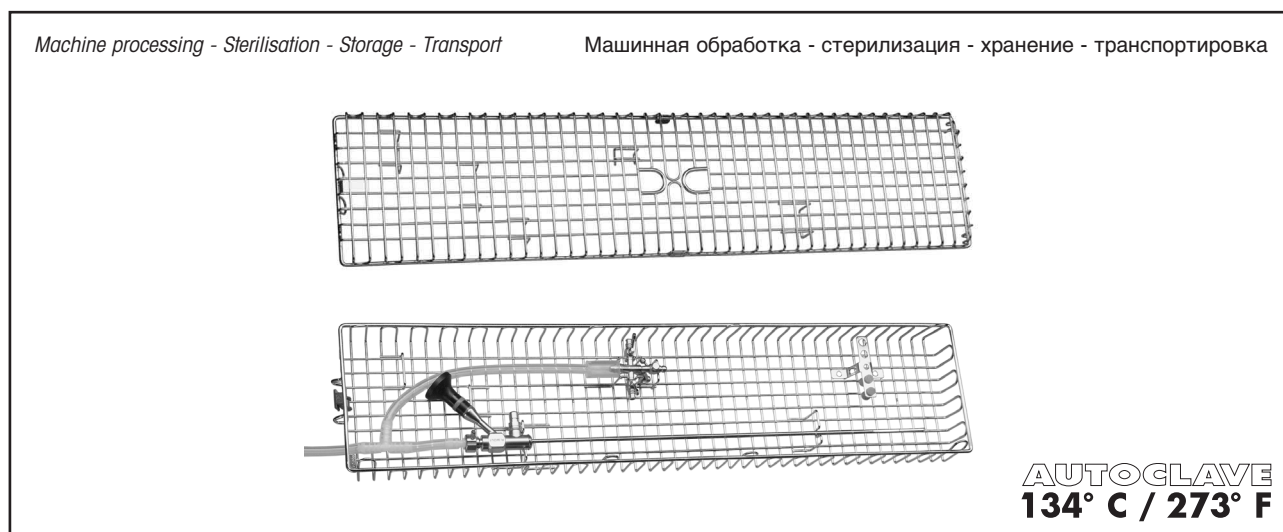 Machine processing - Sterilisation - Storage - Transport
Машинная обработка - стерилизация - хранение - транспортировка
AUTOCLAVE
134° C / 273° F